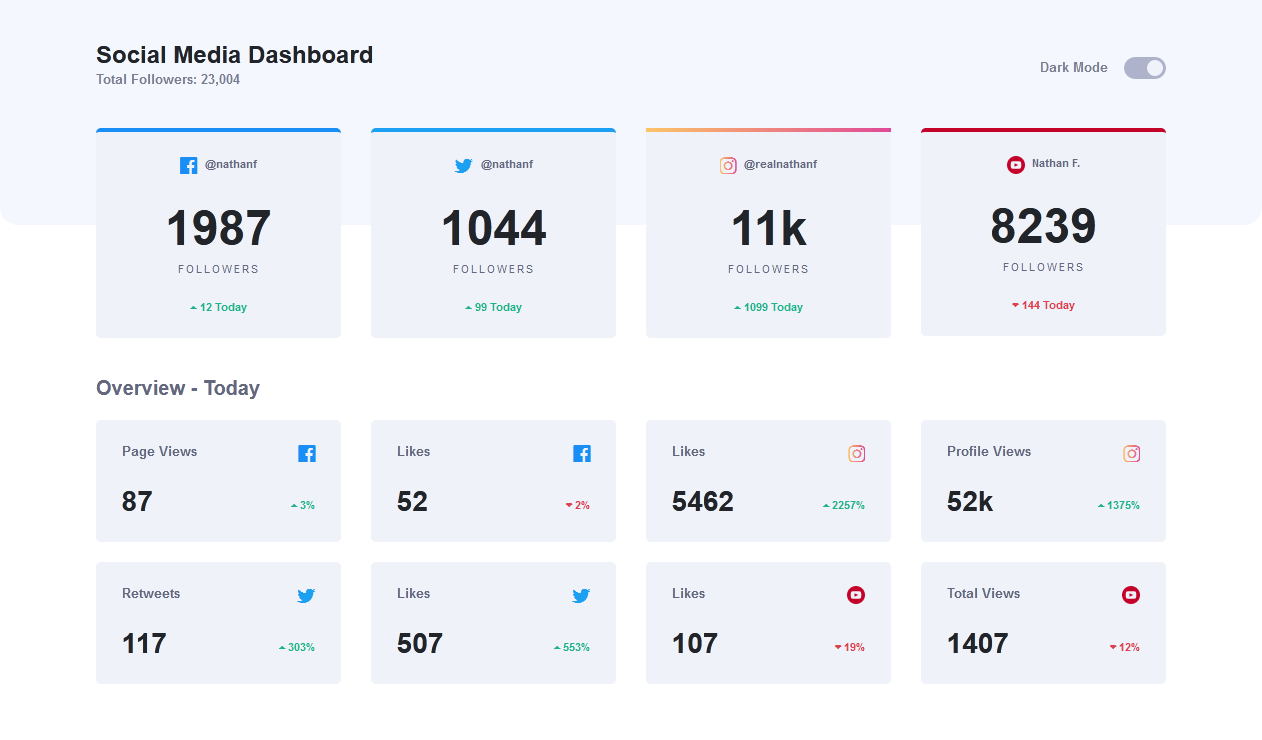 Social Media Dashboard
Total Followers: 23,004
Dark Mode
@nathanf
1987
FOLLOWERS
12 Today
@nathanf
1044
FOLLOWERS
99 Today
@realnathanf
11k
FOLLOWERS
1099 Today
Nathan F.
8239
FOLLOWERS
144 Today
Overview - Today
Page Views
87
3%
Likes
52
2%
Likes
5462
2257%
Profile Views
52k
1375%
Retweets
117
303%
Likes
507
553%
Likes
107
19%
Total Views
1407
12%